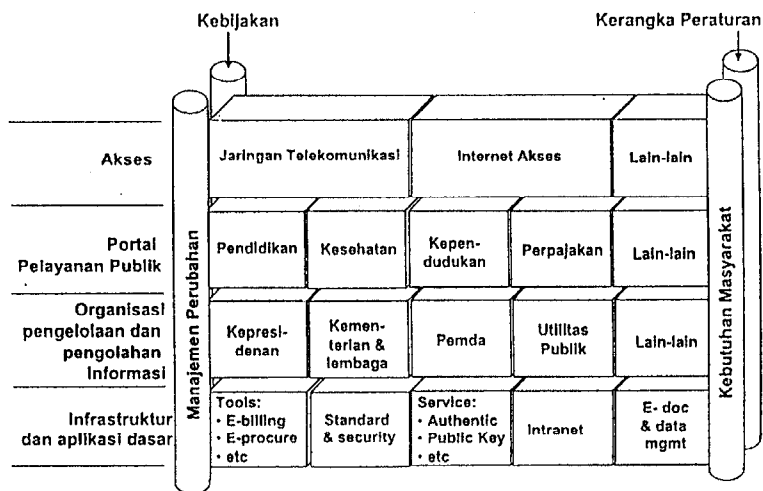 Kebijakan
Kerangka Peraturan
Manajemen Perubahan
Kebutuhan Masyarakat
Akses
Jaringan Telekomunikasi
Internet Akses
Lain-lain
Portal
Pelayanan Publik
Pendidikan
Kesehatan
Kepen-
dudukan
Perpajakan
Lain-lain
Organisasi
pengelolaan dan
pengolahan
Informasi
Kepresi-
denan
Kemen-
terian &
lembaga
Pemda
Utilitas
Publik
Lain-lain
Infrastruktur
dan aplikasi dasar
Tools:
• E-billing
• E-procure
• etc
Standard
& security
Service:
• Authentic
• Public Key
• etc
Intranet
E- doc
& data
mgmt